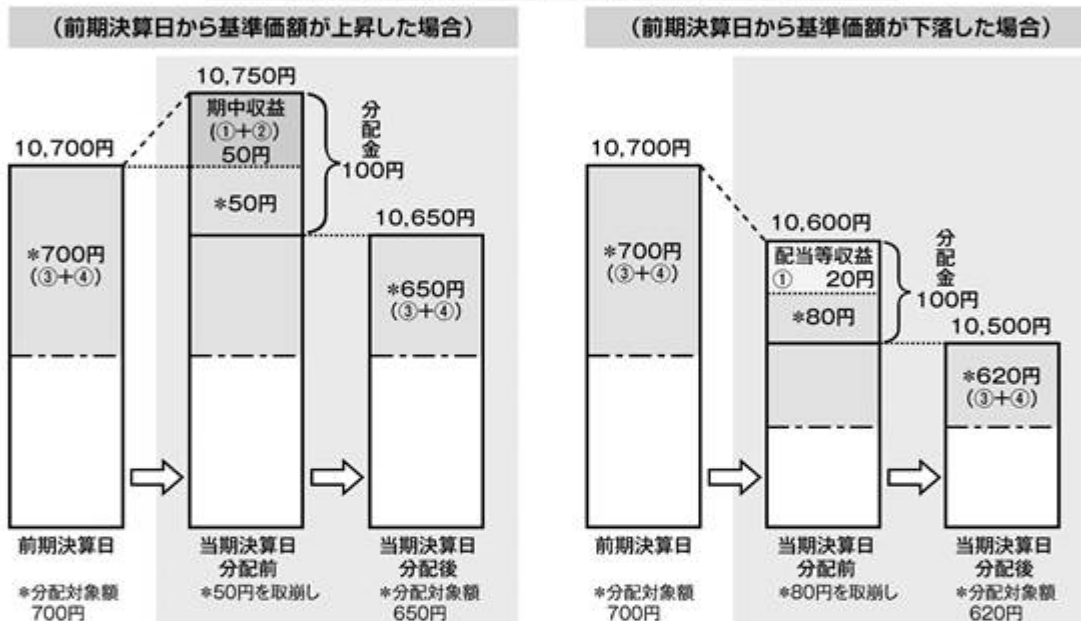 (前期決算日から基準価額が上昇した場合)
10,750円
期中収益
(①+②)
50円
*50円
分配金
100円
10,700円
*700円
(③+④)
10,650円
*650円
(③+④)
前期決算日
当期決算日
分配前
当期決算日
分配後
*分配対象額
700円
*50円を取崩し
*分配対象額
650円
(前期決算日から基準価額が下落した場合)
10,700円
*700円
(③+④)
10,600円
配当等収益
① 20円
*80円
分配金
100円
10,500円
*620円
(③+④)
前期決算日
当期決算日
分配前
当期決算日
分配後
*分配対象額
700円
*80円を取崩し
*分配対象額
620円